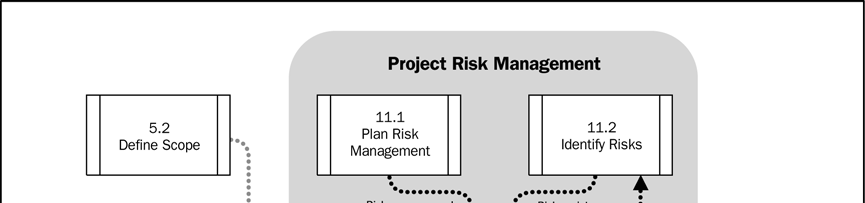 Project Risk Management
5.2
Define Scope
11.1
Plan Risk
Management
11.2
Identify Risks